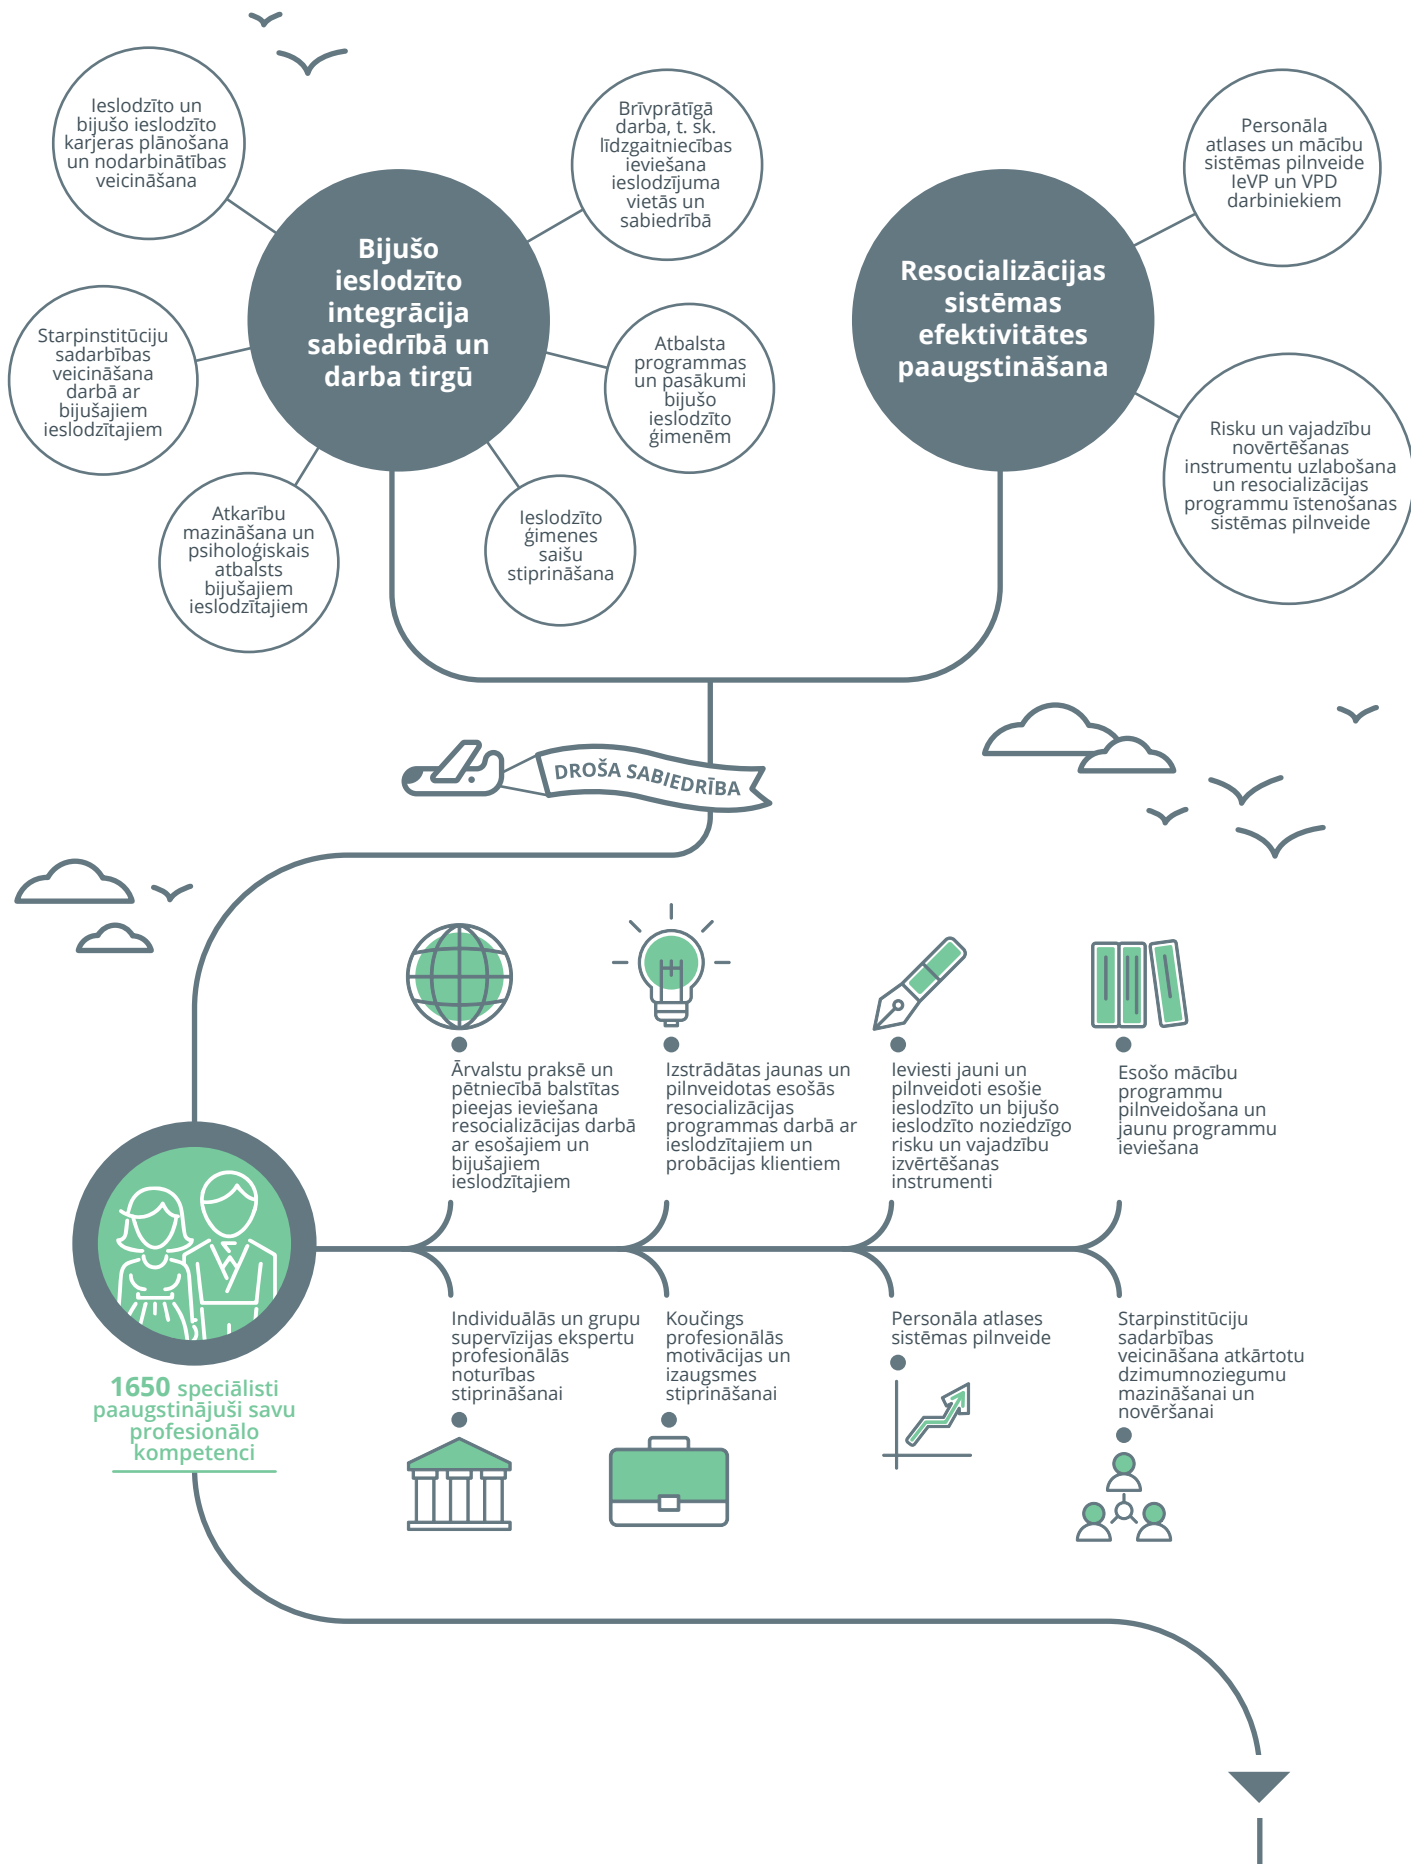 Ieslodzīto un
bijušo ieslodzīto
karjeras plānošana
un nodarbinātības
veicināšana
Brīvprātīgā
darba, t. sk.
līdzgaitniecības
ieviešana
ieslodzījuma
vietās un
sabiedrībā
Bijušo
ieslodzīto
integrācija
sabiedrībā un
darba tirgū
Starpinstitūciju
sadarbības
veicināšana
darbā ar
bijušajiem
ieslodzītajiem
Atbalsta
programmas
un pasākumi
bijušo
ieslodzīto
ģimenēm
Atkarību
mazināšana un
psiholoģiskais
atbalsts
bijušajiem
ieslodzītajiem
Ieslodzīto
ģimenes
saišu
stiprināšana
Resocializācijas
sistēmas
efektivitātes
paaugstināšana
Personāla
atlases un mācību
sistēmas pilnveide
IeVP un VPD
darbiniekiem
Risku un vajadzību
novērtēšanas
instrumentu uzlabošana
un resocializācijas
programmu īstenošanas
sistēmas pilnveide
DROŠA SABIEDRĪBA
Ārvalstu praksē un
pētniecībā balstītas
pieejas ieviešana
resocializācijas darbā
ar esošajiem un
bijušajiem
ieslodzītajiem
Izstrādātas jaunas un
pilnveidotas esošās
resocializācijas
programmas darbā ar
ieslodzītajiem un
probācijas klientiem
Ieviesti jauni un
pilnveidoti esošie
ieslodzīto un bijušo
ieslodzīto noziedzīgo
risku un vajadzību
izvērtēšanas
instrumenti
Esošo mācību
programmu
pilnveidošana un
jaunu programmu
ieviešana
1650 speciālisti
paaugstinājuši savu
profesionālo
kompetenci
Individuālās un grupu
supervīzijas ekspertu
profesionālās
noturības
stiprināšanai
Koučings
profesionālās
motivācijas un
izaugsmes
stiprināšanai
Personāla atlases
sistēmas pilnveide
Starpinstitūciju
sadarbības
veicināšana atkārtotu
dzimumnoziegumu
mazināšanai un
novēršanai